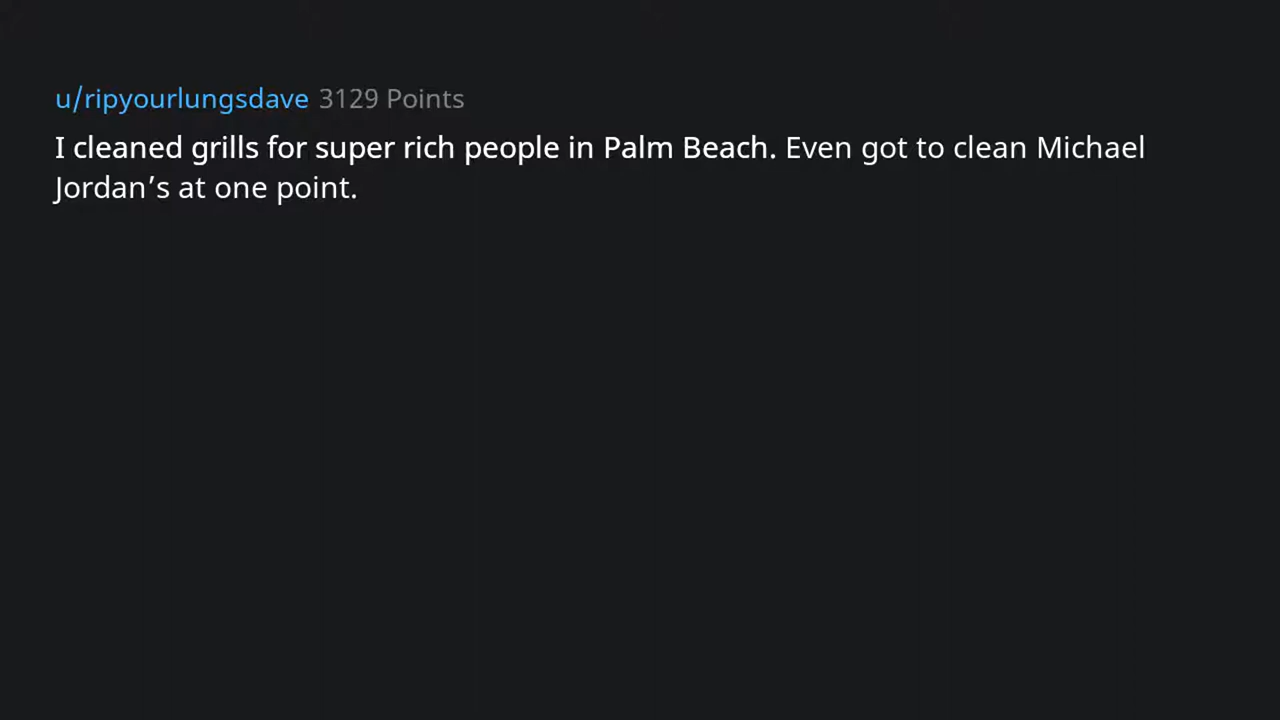 u/ripyourlungsdave 3129 Points
I cleaned grills for super rich people in Palm Beach. Even got to clean Michael
Jordan’s at one point.